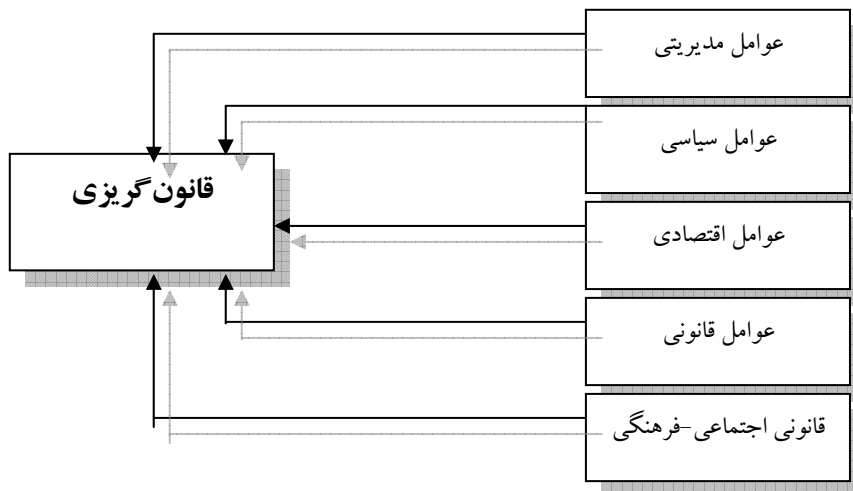 عوامل مدیریتی
عوامل سیاسی
قانون‌گریزی
عوامل اقتصادی
عوامل قانونی
قانونی اجتماعی-فرهنگی